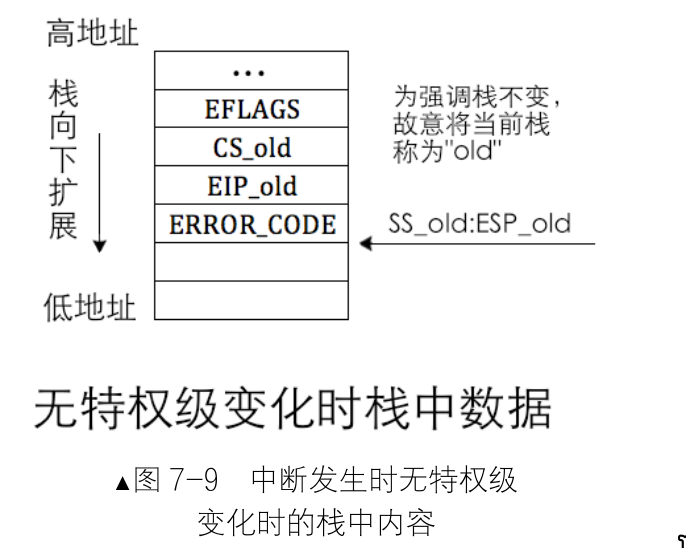 高地址
栈向下扩展
...
EFLAGS
CS_old
EIP_old
ERROR_CODE
低地址
为强调栈不变，
故意将当前栈
称为"old"
SS_old:ESP_old
无特权级变化时栈中数据
▲图 7-9 中断发生时无特权级
变化时的栈中内容